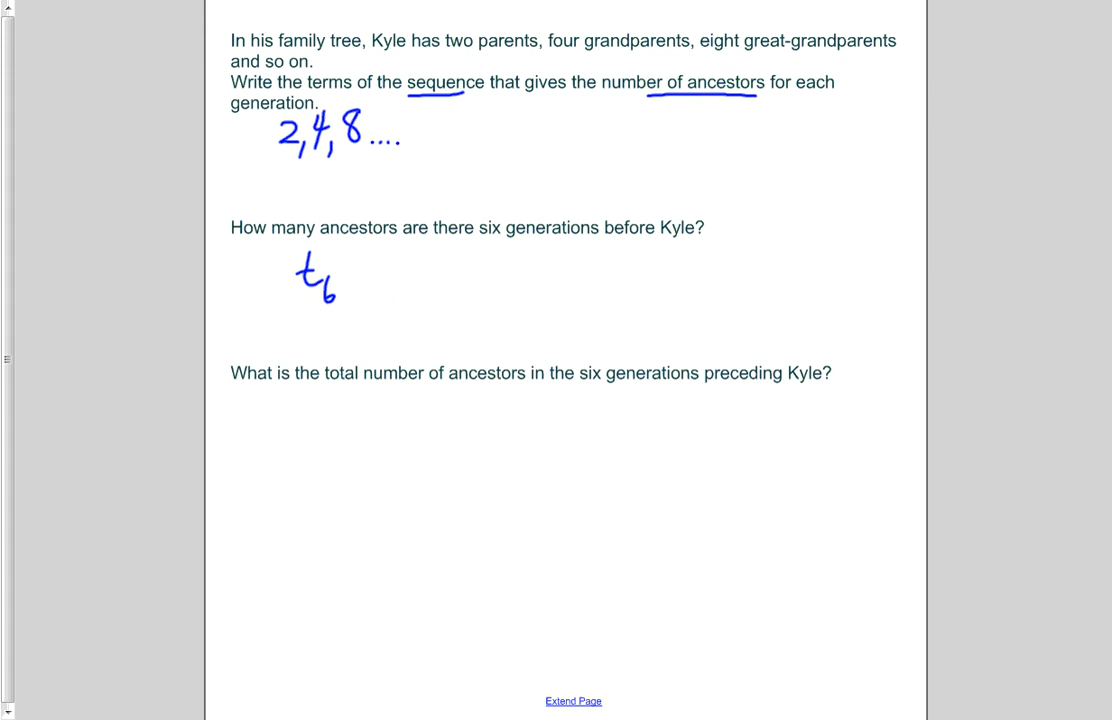 In his family tree, Kyle has two parents, four grandparents, eight great-grandparents
and so on.
Write the terms of the sequence that gives the number of ancestors for each
generation.
2,4,8....
How many ancestors are there six generations before Kyle?
t₆
What is the total number of ancestors in the six generations preceding Kyle?
Extend Page